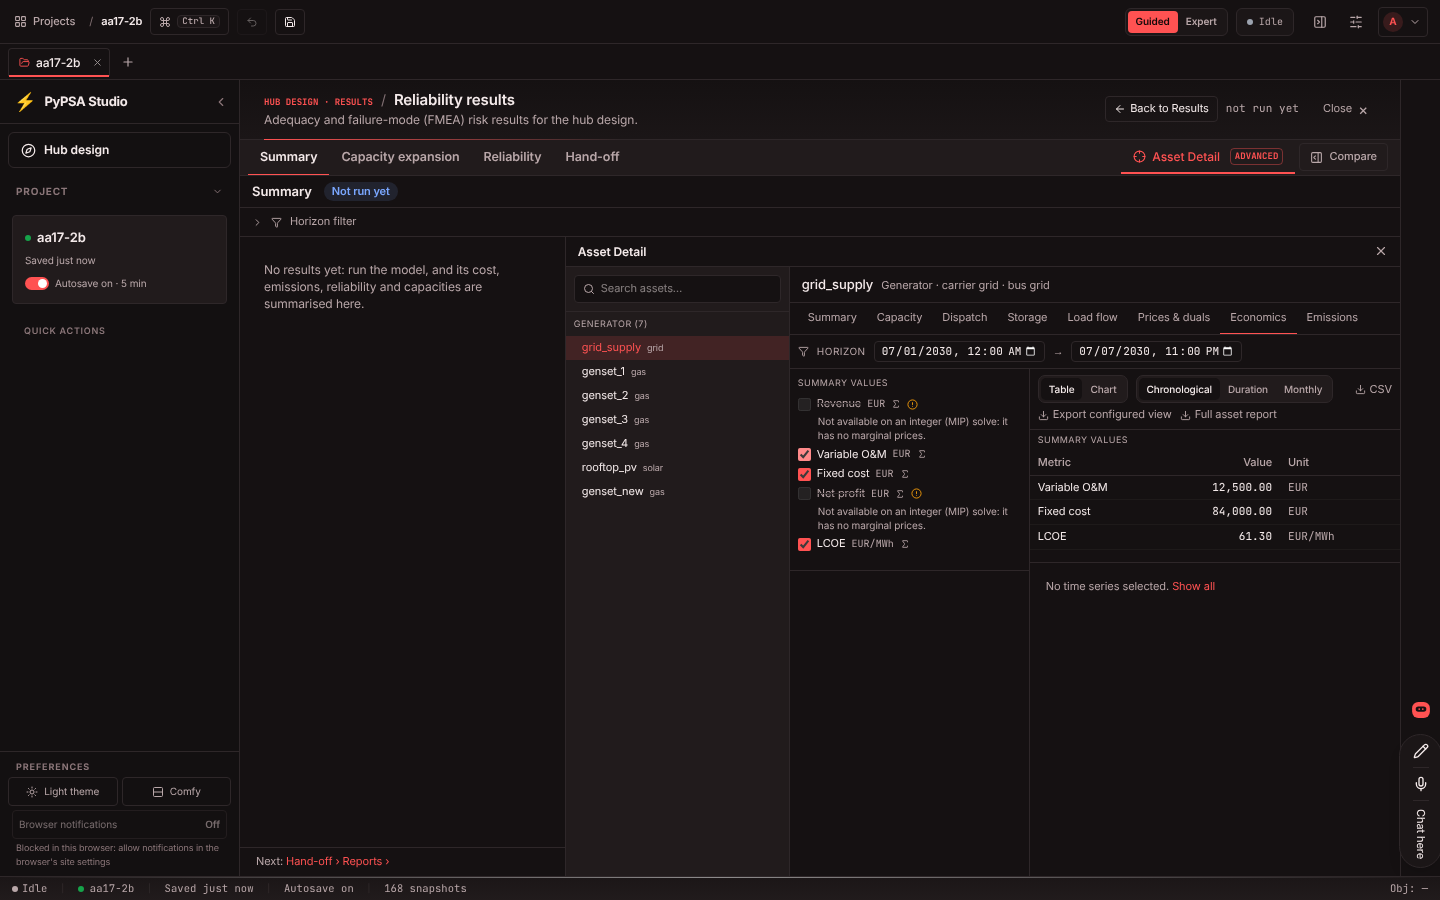 Projects / aa17-2b
Ctrl K
Guided Expert
Idle
A
aa17-2b
PyPSA Studio
Hub design
PROJECT
aa17-2b
Saved just now
Autosave on · 5 min
QUICK ACTIONS
PREFERENCES
Light theme
Comfy
Browser notifications Off
Blocked in this browser: allow notifications in the
browser's site settings
HUB DESIGN · RESULTS / Reliability results
Adequacy and failure-mode (FMEA) risk results for the hub design.
Back to Results
not run yet
Close
Summary
Capacity expansion
Reliability
Hand-off
Asset Detail ADVANCED
Compare
Summary Not run yet
Horizon filter
No results yet: run the model, and its cost,
emissions, reliability and capacities are
summarised here.
Next: Hand-off › Reports ›
Asset Detail
Search assets...
GENERATOR (7)
grid_supply grid
genset_1 gas
genset_2 gas
genset_3 gas
genset_4 gas
rooftop_pv solar
genset_new gas
grid_supply Generator · carrier grid · bus grid
Summary
Capacity
Dispatch
Storage
Load flow
Prices & duals
Economics
Emissions
HORIZON 07/01/2030, 12:00 AM → 07/07/2030, 11:00 PM
SUMMARY VALUES
Revenue EUR Σ
Not available on an integer (MIP) solve: it
has no marginal prices.
Variable O&M EUR Σ
Fixed cost EUR Σ
Net profit EUR Σ
Not available on an integer (MIP) solve: it
has no marginal prices.
LCOE EUR/MWh Σ
Table Chart
Chronological Duration Monthly
CSV
Export configured view
Full asset report
SUMMARY VALUES
Metric Value Unit
Variable O&M 12,500.00 EUR
Fixed cost 84,000.00 EUR
LCOE 61.30 EUR/MWh
No time series selected. Show all
Chat here
Idle
aa17-2b
Saved just now
Autosave on
168 snapshots
Obj: —